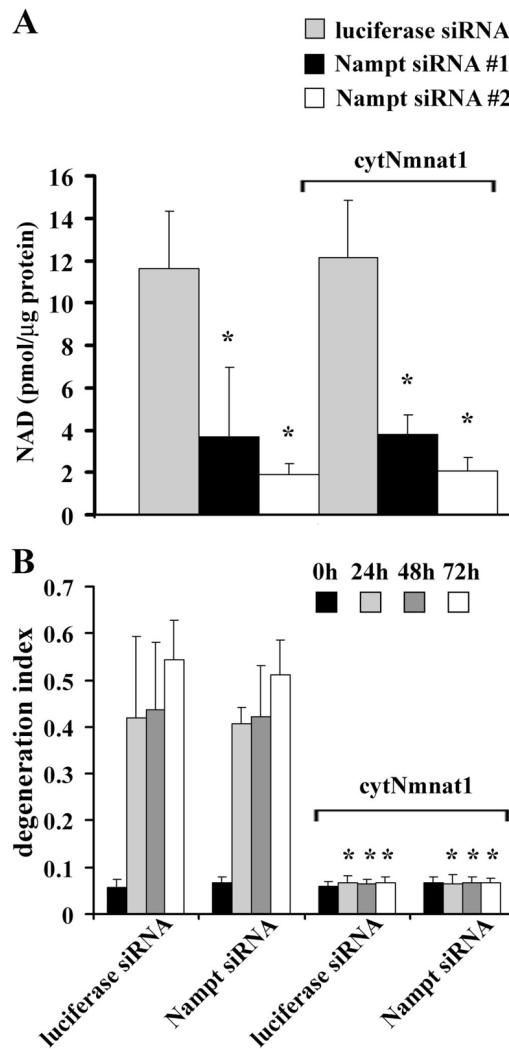 A
luciferase siRNA
Nampt siRNA #1
Nampt siRNA #2
cytNmnat1
NAD (pmol/µg protein)
16
14
12
10
8
6
4
2
0
*
*
*
*
B
0h 24h 48h 72h
degeneration index
0.7
0.6
0.5
0.4
0.3
0.2
0.1
0
cytNmnat1
* * *
* * *
luciferase siRNA
Nampt siRNA
luciferase siRNA
Nampt siRNA